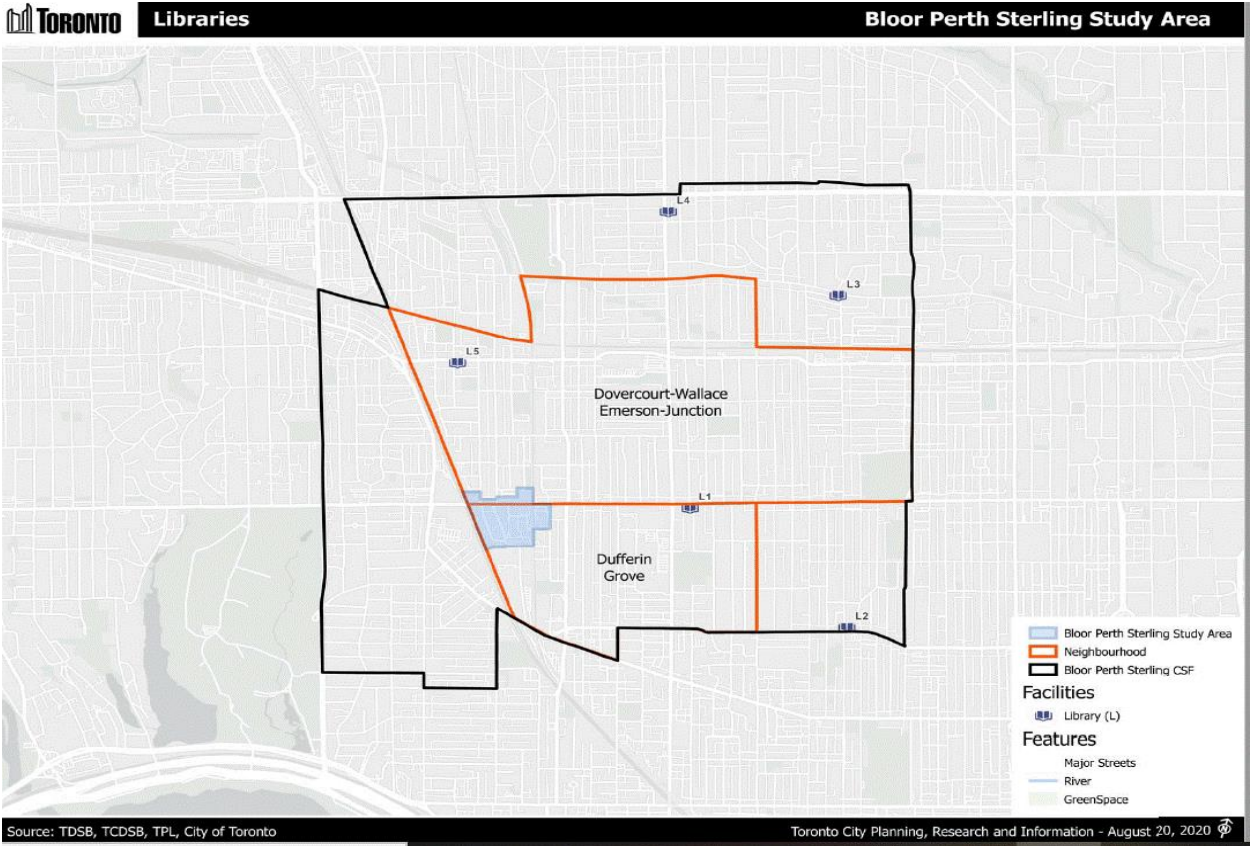 TORONTO Libraries Bloor Perth Sterling Study Area
L4
L3
L5
Dovercourt-Wallace
Emerson-Junction
L1
Dufferin
Grove
L2
Bloor Perth Sterling Study Area
Neighbourhood
Bloor Perth Sterling CSF
Facilities
Library (L)
Features
Major Streets
River
GreenSpace
Source: TDSB, TCDSB, TPL, City of Toronto Toronto City Planning, Research and Information - August 20, 2020